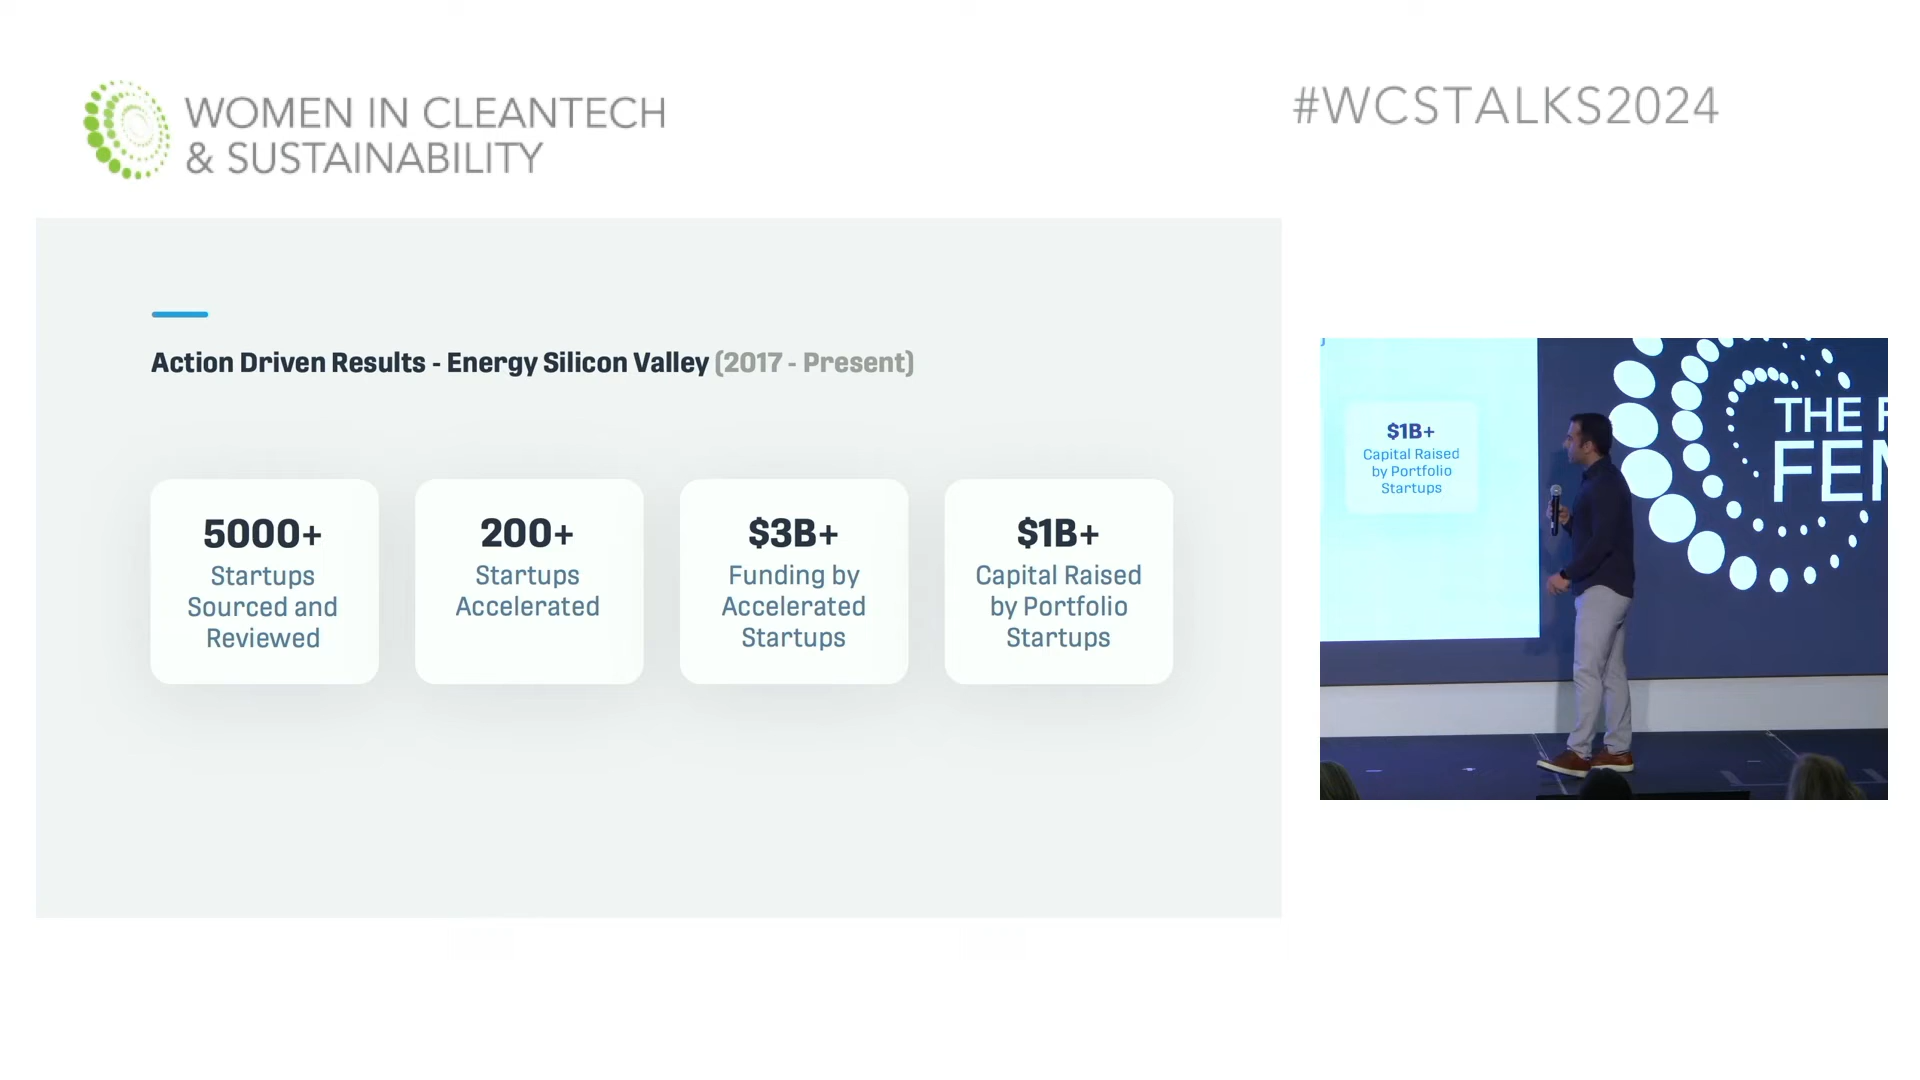 WOMEN IN CLEANTECH
& SUSTAINABILITY
#WCSTALKS2024
Action Driven Results - Energy Silicon Valley (2017 - Present)
5000+
Startups
Sourced and
Reviewed
200+
Startups
Accelerated
$3B+
Funding by
Accelerated
Startups
$1B+
Capital Raised
by Portfolio
Startups
$1B+
Capital Raised
by Portfolio
Startups
THE